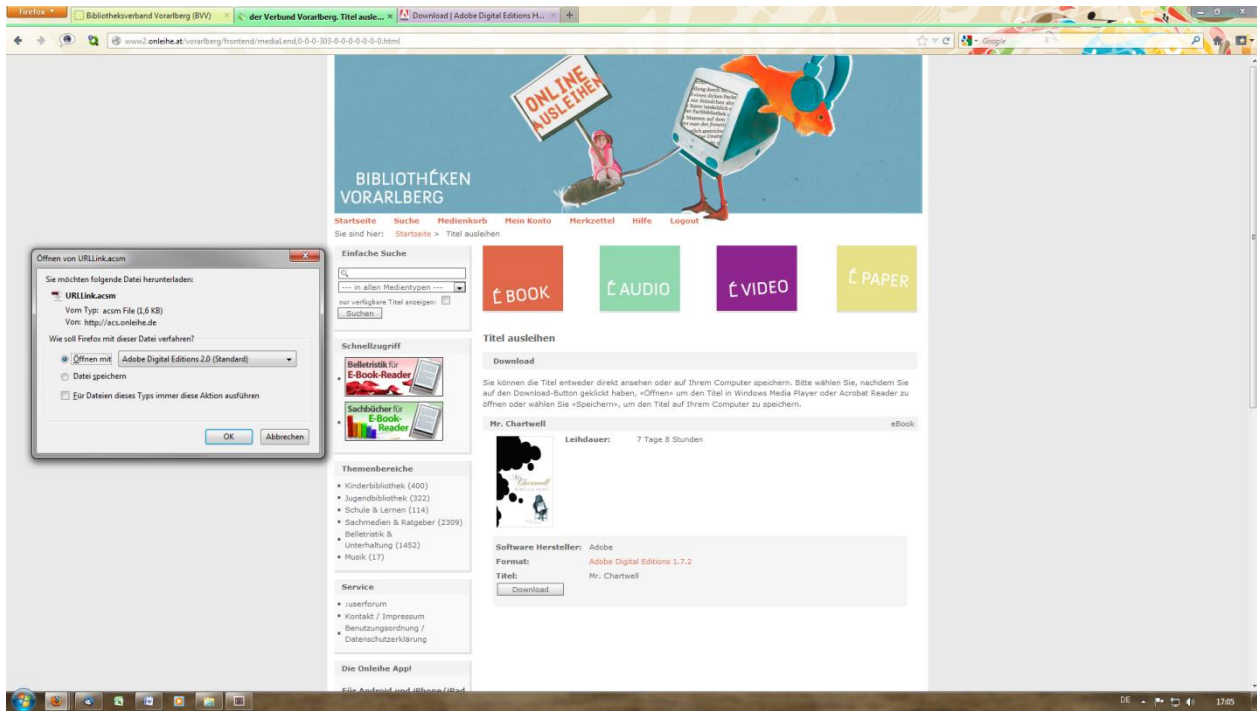 Firefox
Bibliotheksverband Vorarlberg (BVV)
der Verbund Vorarlberg. Titel ausle...
Download | Adobe Digital Editions H...
www2.onleihe.at/vorarlberg/frontend/mediaLend,0-0-0-303-0-0-0-0-0-0-0.html
Google
ONLINE
AUSLEIHEN
BIBLIOTHÉKEN
VORARLBERG
Startseite Suche Medienkorb Mein Konto Merkzettel Hilfe Logout
Sie sind hier: Startseite > Titel ausleihen
Öffnen von URLLink.acsm
Sie möchten folgende Datei herunterladen:
URLLink.acsm
Vom Typ: acsm File (1,6 KB)
Von: http://acs.onleihe.de
Wie soll Firefox mit dieser Datei verfahren?
Öffnen mit Adobe Digital Editions 2.0 (Standard)
Datei speichern
Für Dateien dieses Typs immer diese Aktion ausführen
OK Abbrechen
Einfache Suche
--- in allen Medientypen ---
nur verfügbare Titel anzeigen:
Suchen
Schnellzugriff
Belletristik für
E-Book-Reader
Sachbücher für
E-Book-
Reader
Themenbereiche
Kinderbibliothek (400)
Jugendbibliothek (322)
Schule & Lernen (114)
Sachmedien & Ratgeber (2309)
Belletristik &
Unterhaltung (1452)
Musik (17)
Service
:userforum
Kontakt / Impressum
Benutzungsordnung /
Datenschutzerklärung
Die Onleihe App!
Für Android und iPhone/iPad
É BOOK
É AUDIO
É VIDEO
É PAPER
Titel ausleihen
Download
Sie können die Titel entweder direkt ansehen oder auf Ihrem Computer speichern. Bitte wählen Sie, nachdem Sie
auf den Download-Button geklickt haben, «Öffnen» um den Titel in Windows Media Player oder Acrobat Reader zu
öffnen oder wählen Sie «Speichern», um den Titel auf Ihrem Computer zu speichern.
Mr. Chartwell eBook
Leihdauer: 7 Tage 8 Stunden
Chartwell
Software Hersteller: Adobe
Format: Adobe Digital Editions 1.7.2
Titel: Mr. Chartwell
Download
DE
17:05